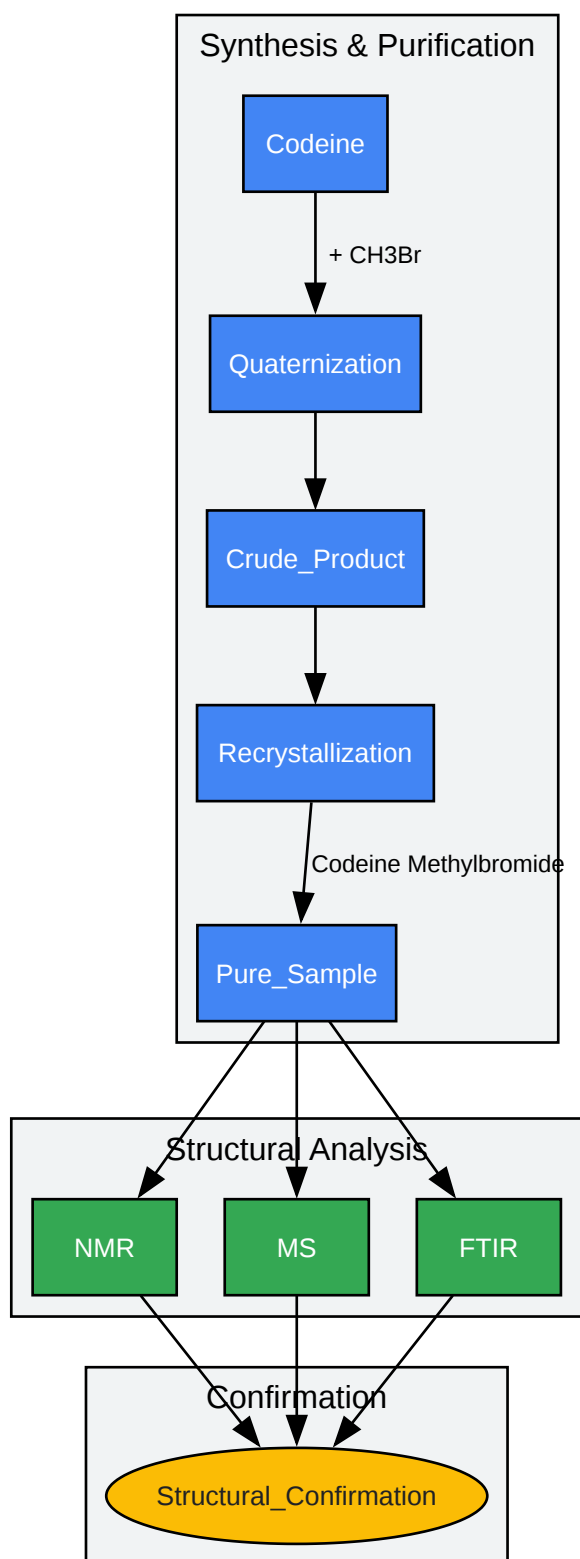 Synthesis & Purification
Codeine
+ CH3Br
Quaternization
Crude_Product
Recrystallization
Codeine Methylbromide
Pure_Sample
Structural Analysis
NMR
MS
FTIR
Confirmation
Structural_Confirmation